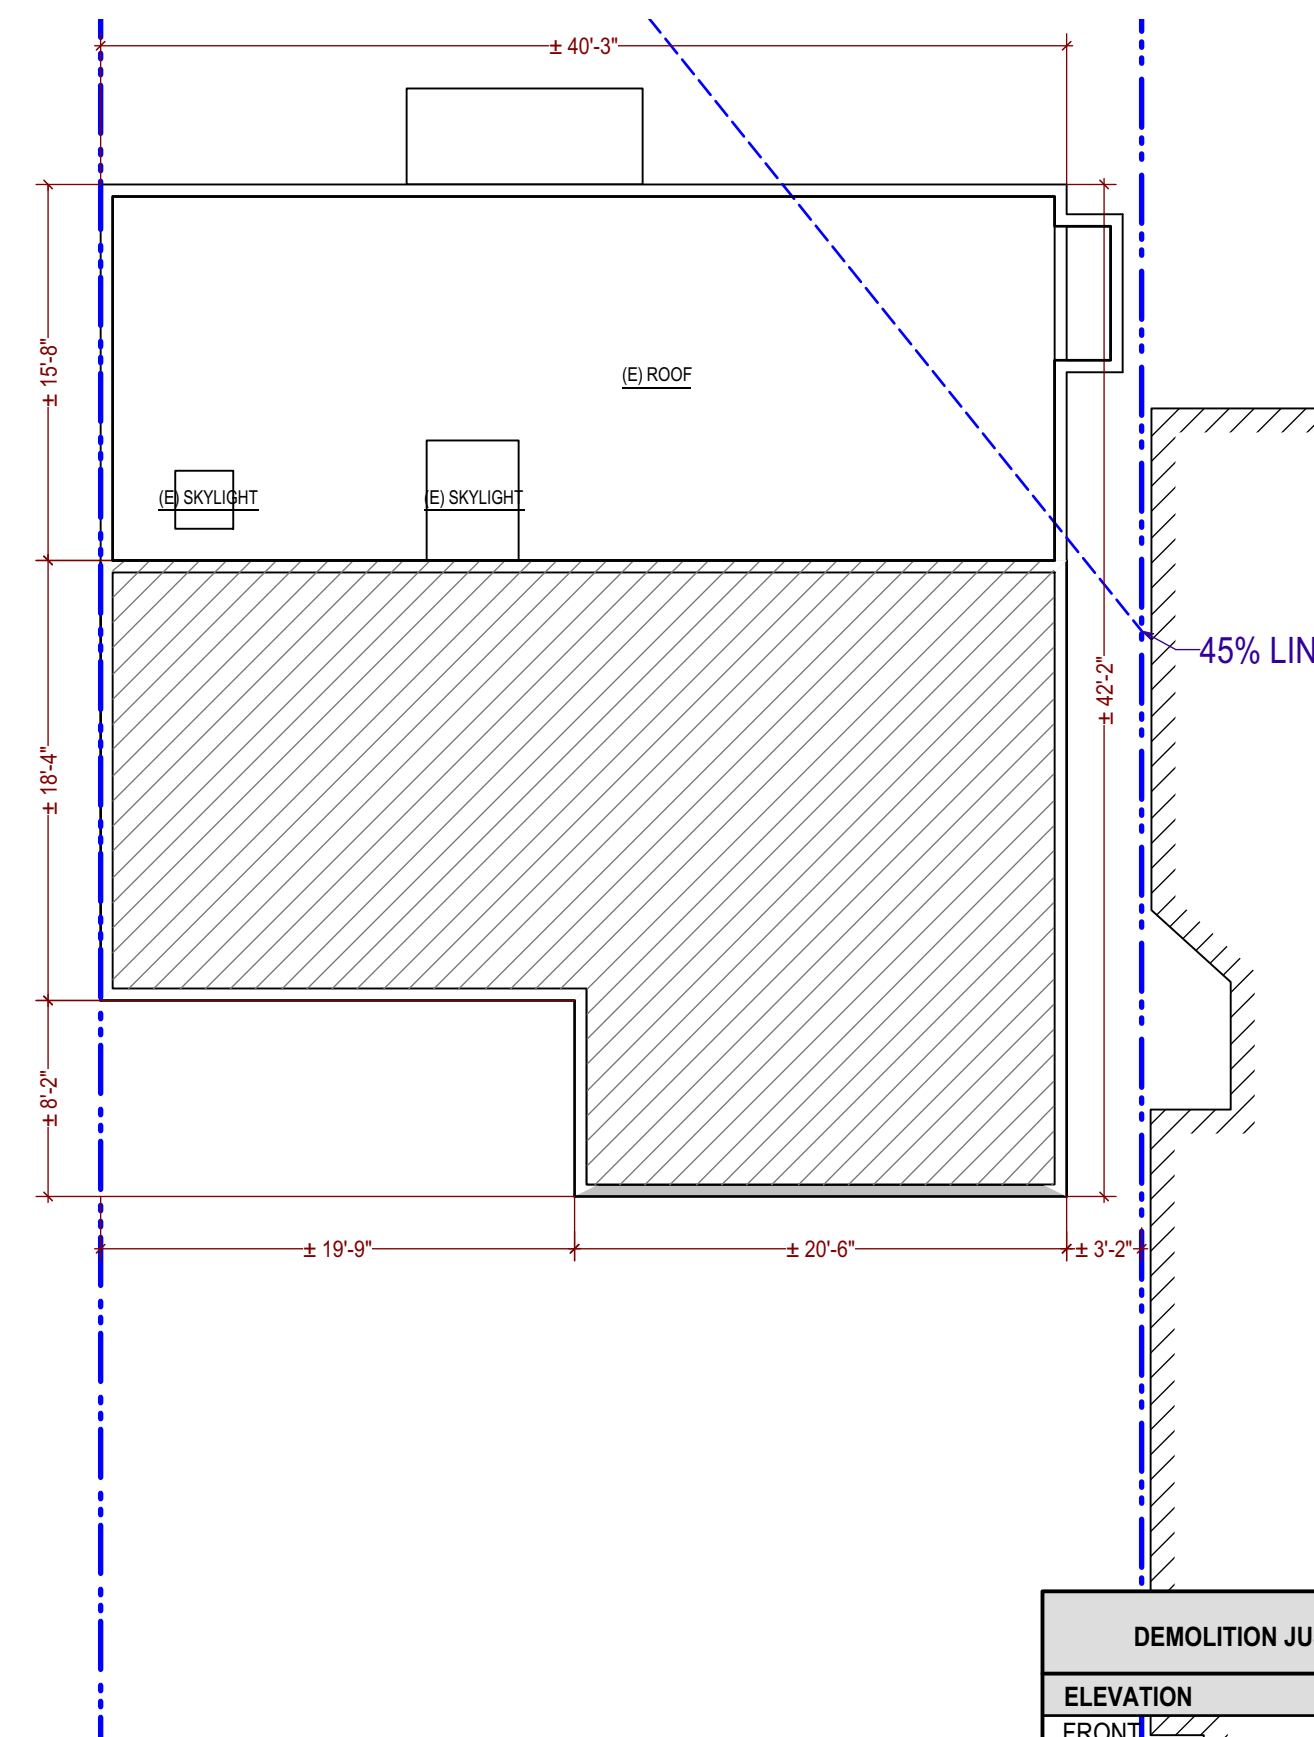 ± 40'-3"
± 15'-8"
(E) ROOF
(E) SKYLIGHT
(E) SKYLIGHT
45% LIN
± 42'-2"
± 18'-4"
± 8'-2"
± 19'-9"
± 20'-6"
± 3'-2"
DEMOLITION JU
ELEVATION
FRONT